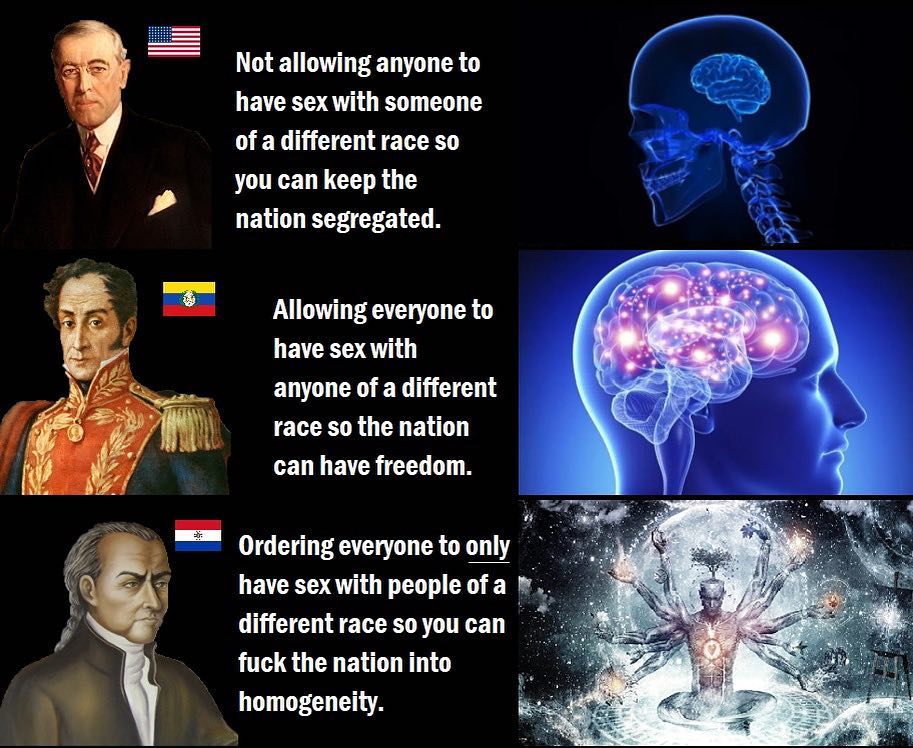 Not allowing anyone to
have sex with someone
of a different race so
you can keep the
nation segregated.
Allowing everyone to
have sex with
anyone of a different
race so the nation
can have freedom.
Ordering everyone to only
have sex with people of a
different race so you can
fuck the nation into
homogeneity.